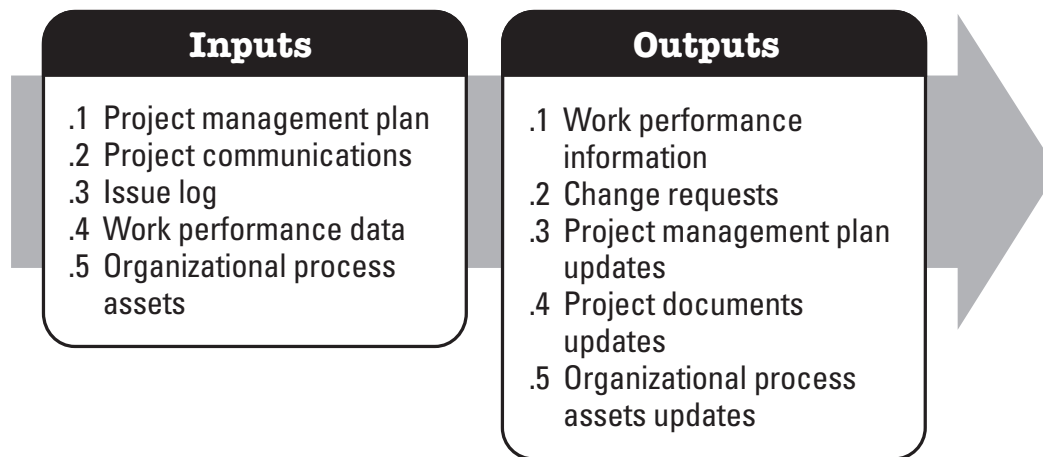 Inputs
.1 Project management plan
.2 Project communications
.3 Issue log
.4 Work performance data
.5 Organizational process
assets
Outputs
.1 Work performance
information
.2 Change requests
.3 Project management plan
updates
.4 Project documents
updates
.5 Organizational process
assets updates